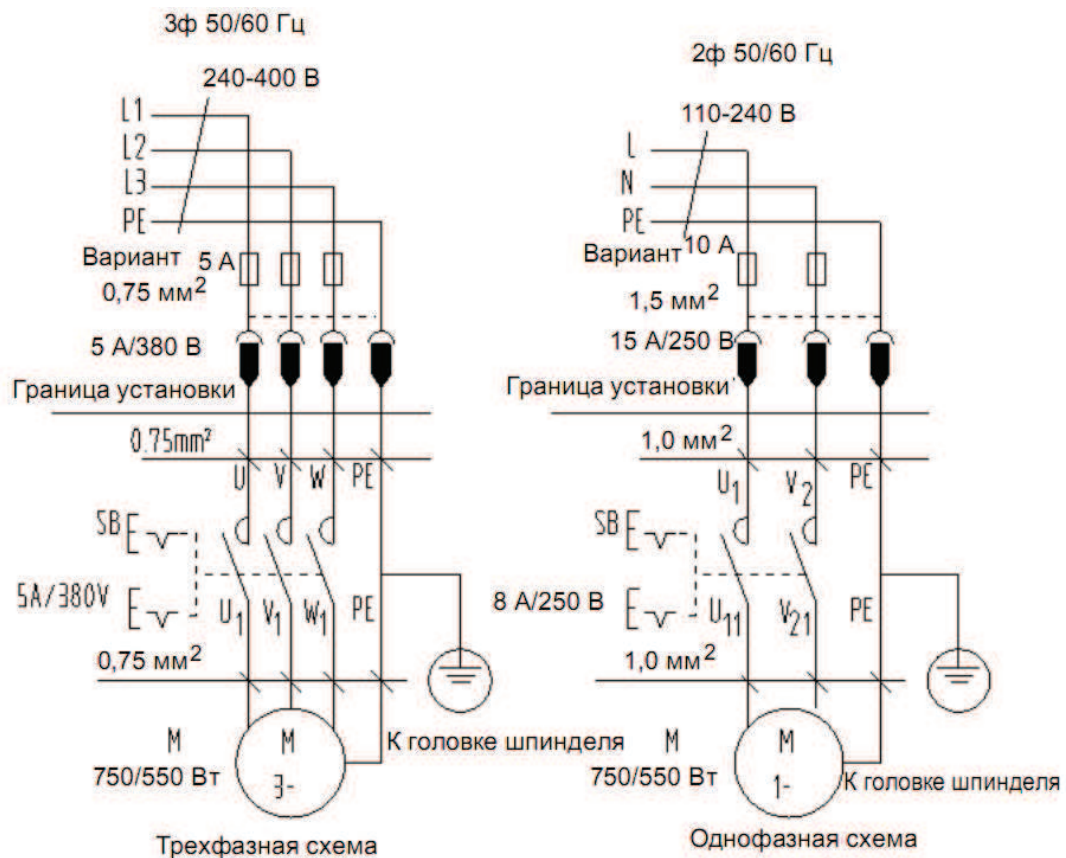 3ф 50/60 Гц
240-400 В
L1
L2
L3
PE
Вариант 5 А
0,75 мм²
5 А/380 В
Граница установки
0.75mm²
U V W PE
SB
5A/380V
U1 V1 W1 PE
0,75 мм²
М
750/550 Вт
М
3-
К головке шпинделя
Трехфазная схема
2ф 50/60 Гц
110-240 В
L
N
PE
Вариант 10 А
1,5 мм²
15 А/250 В
Граница установки
1,0 мм²
U1 V2 PE
SB
8 А/250 В
U11 V21 PE
1,0 мм²
М
750/550 Вт
М
1-
К головке шпинделя
Однофазная схема